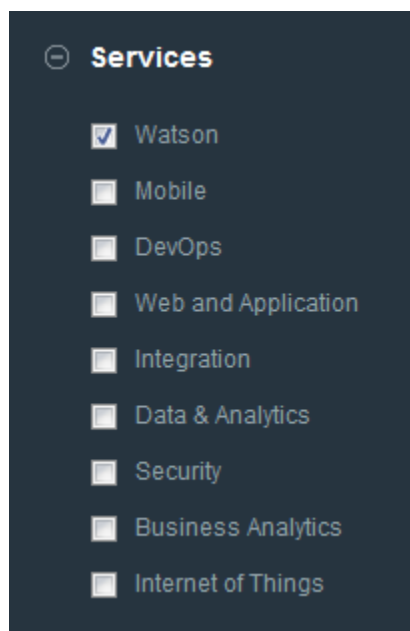 Services
Watson
Mobile
DevOps
Web and Application
Integration
Data & Analytics
Security
Business Analytics
Internet of Things